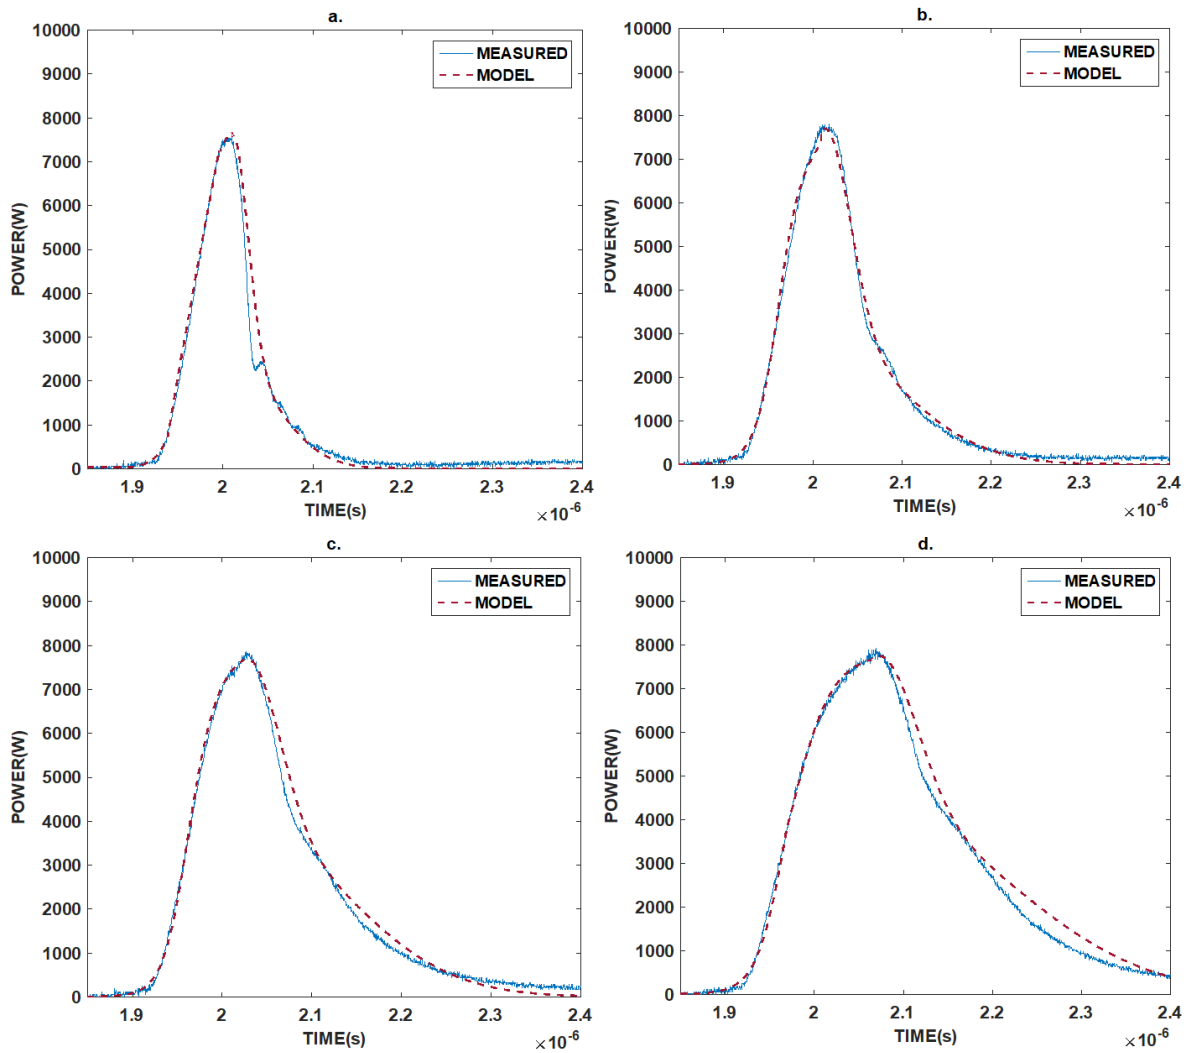 a.
10000
9000
8000
7000
6000
5000
4000
3000
2000
1000
0
POWER(W)
MEASURED
MODEL
1.9 2 2.1 2.2 2.3 2.4
TIME(s)
×10-6
b.
10000
9000
8000
7000
6000
5000
4000
3000
2000
1000
0
POWER(W)
MEASURED
MODEL
1.9 2 2.1 2.2 2.3 2.4
TIME(s)
×10-6
c.
10000
9000
8000
7000
6000
5000
4000
3000
2000
1000
0
POWER(W)
MEASURED
MODEL
1.9 2 2.1 2.2 2.3 2.4
TIME(s)
×10-6
d.
10000
9000
8000
7000
6000
5000
4000
3000
2000
1000
0
POWER(W)
MEASURED
MODEL
1.9 2 2.1 2.2 2.3 2.4
TIME(s)
×10-6